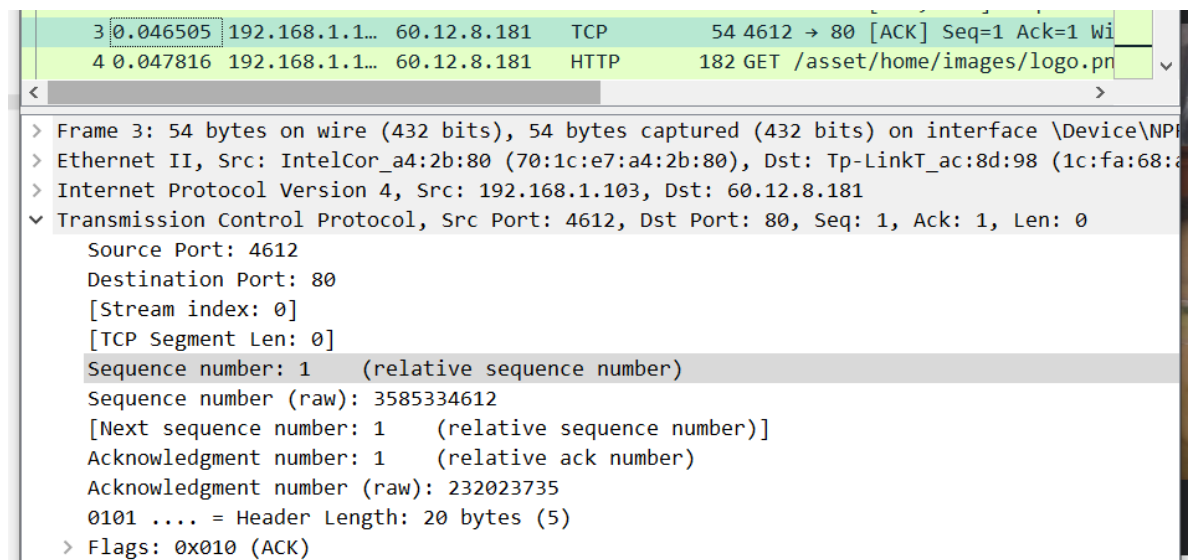 3 0.046505 192.168.1.1… 60.12.8.181 TCP 54 4612 → 80 [ACK] Seq=1 Ack=1 Wi
4 0.047816 192.168.1.1… 60.12.8.181 HTTP 182 GET /asset/home/images/logo.pn
Frame 3: 54 bytes on wire (432 bits), 54 bytes captured (432 bits) on interface \Device\NPF
Ethernet II, Src: IntelCor_a4:2b:80 (70:1c:e7:a4:2b:80), Dst: Tp-LinkT_ac:8d:98 (1c:fa:68:a
Internet Protocol Version 4, Src: 192.168.1.103, Dst: 60.12.8.181
Transmission Control Protocol, Src Port: 4612, Dst Port: 80, Seq: 1, Ack: 1, Len: 0
Source Port: 4612
Destination Port: 80
[Stream index: 0]
[TCP Segment Len: 0]
Sequence number: 1 (relative sequence number)
Sequence number (raw): 3585334612
[Next sequence number: 1 (relative sequence number)]
Acknowledgment number: 1 (relative ack number)
Acknowledgment number (raw): 232023735
0101 .... = Header Length: 20 bytes (5)
Flags: 0x010 (ACK)